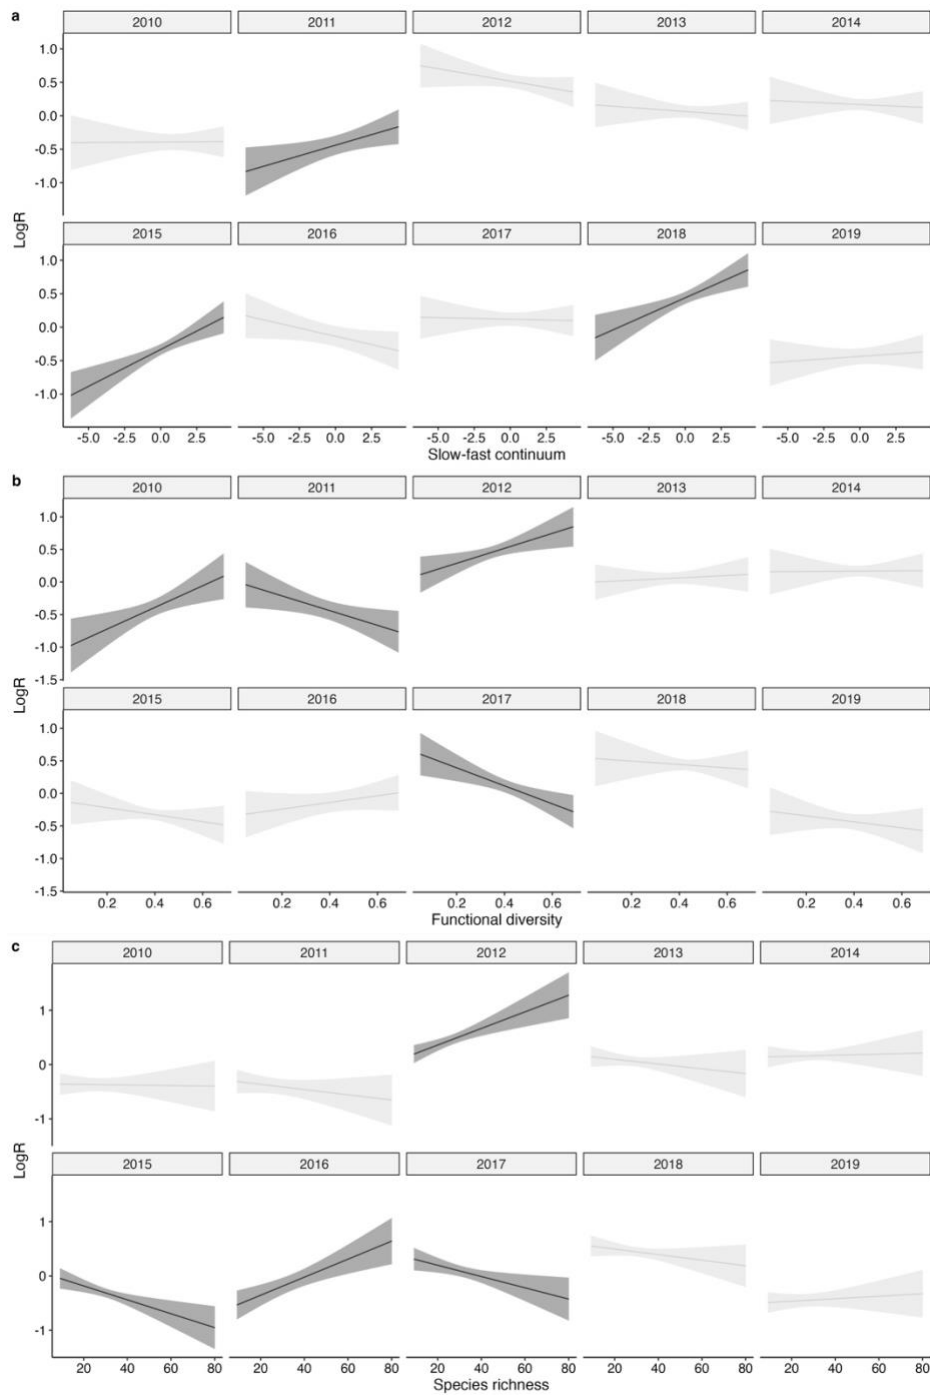 a
2010 2011 2012 2013 2014
1.0
0.5
0.0
-0.5
-1.0
LogR
2015 2016 2017 2018 2019
1.0
0.5
0.0
-0.5
-1.0
-5.0 -2.5 0.0 2.5 -5.0 -2.5 0.0 2.5 -5.0 -2.5 0.0 2.5 -5.0 -2.5 0.0 2.5 -5.0 -2.5 0.0 2.5
Slow-fast continuum
b
2010 2011 2012 2013 2014
1.0
0.5
0.0
-0.5
-1.0
-1.5
LogR
2015 2016 2017 2018 2019
1.0
0.5
0.0
-0.5
-1.0
-1.5
0.2 0.4 0.6 0.2 0.4 0.6 0.2 0.4 0.6 0.2 0.4 0.6 0.2 0.4 0.6
Functional diversity
c
2010 2011 2012 2013 2014
1
0
-1
LogR
2015 2016 2017 2018 2019
1
0
-1
20 40 60 80 20 40 60 80 20 40 60 80 20 40 60 80 20 40 60 80
Species richness